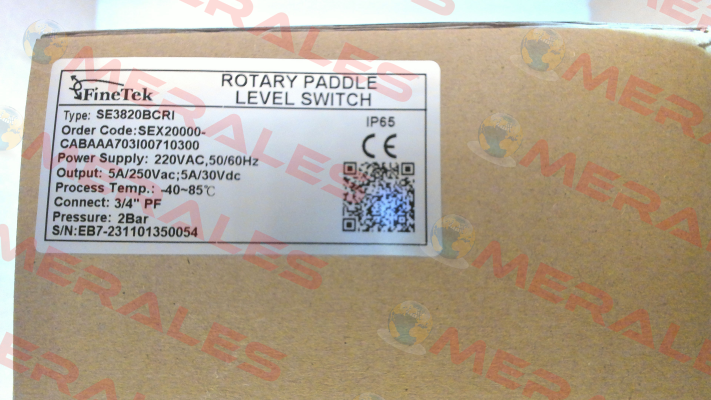 FineTek
ROTARY PADDLE
LEVEL SWITCH
Type: SE3820BCRI
Order Code:SEX20000-
CABAAA703I00710300
Power Supply: 220VAC,50/60Hz
Output: 5A/250Vac;5A/30Vdc
Process Temp.: -40~85℃
Connect: 3/4" PF
Pressure: 2Bar
S/N:EB7-231101350054
IP65
CE
MERALES
MERALES
MERALES
MERALES
MERALES
MERALES